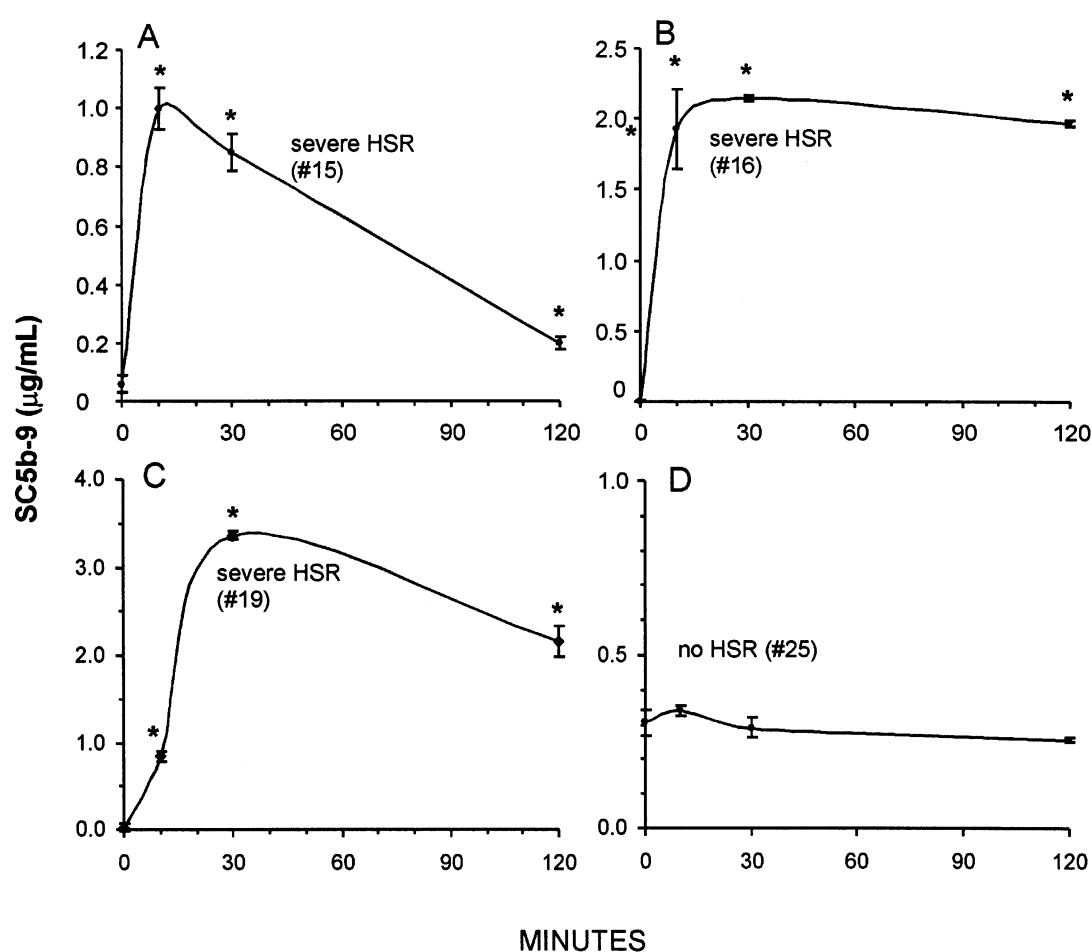 A
1.2
1.0
0.8
0.6
0.4
0.2
0
*
*
*
severe HSR
(#15)
0 30 60 90 120
B
2.5
2.0
1.5
1.0
0.5
0
*
*
*
*
severe HSR
(#16)
0 30 60 90 120
C
4.0
3.0
2.0
1.0
0.0
*
*
*
severe HSR
(#19)
0 30 60 90 120
D
1.0
0.5
0.0
no HSR (#25)
0 30 60 90 120
SC5b-9 (μg/mL)
MINUTES